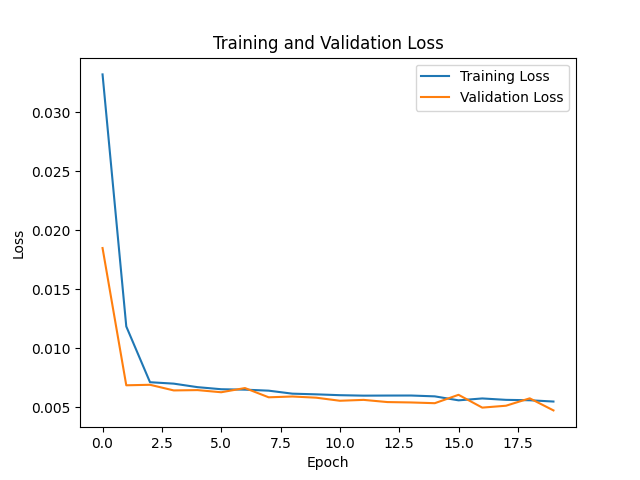 Training and Validation Loss
Training Loss
Validation Loss
0.030
0.025
0.020
0.015
0.010
0.005
Loss
0.0 2.5 5.0 7.5 10.0 12.5 15.0 17.5
Epoch